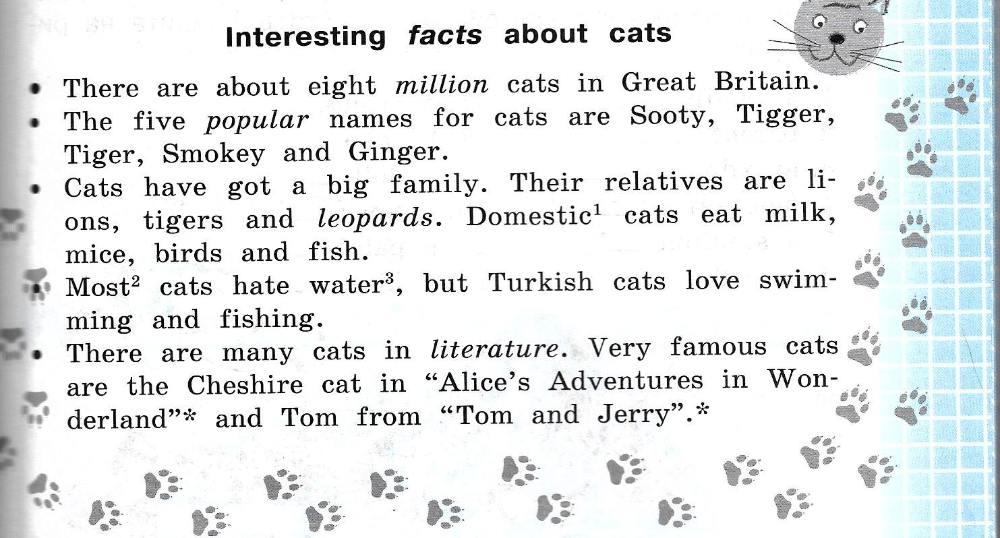 Interesting facts about cats
• There are about eight million cats in Great Britain.
• The five popular names for cats are Sooty, Tigger,
Tiger, Smokey and Ginger.
• Cats have got a big family. Their relatives are li-
ons, tigers and leopards. Domestic¹ cats eat milk,
mice, birds and fish.
• Most² cats hate water³, but Turkish cats love swim-
ming and fishing.
• There are many cats in literature. Very famous cats
are the Cheshire cat in “Alice’s Adventures in Won-
derland”* and Tom from “Tom and Jerry”.*